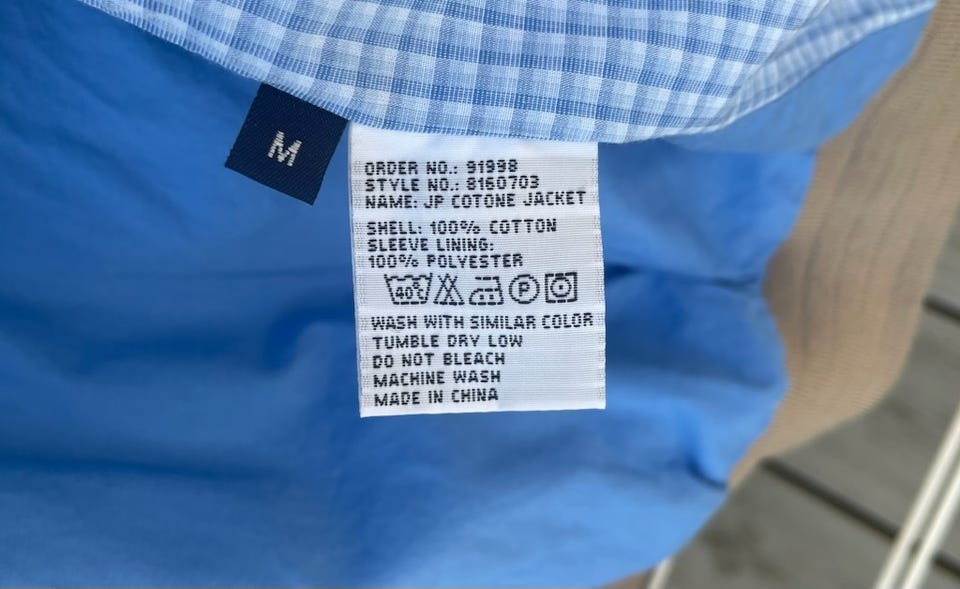 M
ORDER NO.: 91998
STYLE NO.: 8160703
NAME: JP COTONE JACKET
SHELL: 100% COTTON
SLEEVE LINING:
100% POLYESTER
40°C P
WASH WITH SIMILAR COLOR
TUMBLE DRY LOW
DO NOT BLEACH
MACHINE WASH
MADE IN CHINA